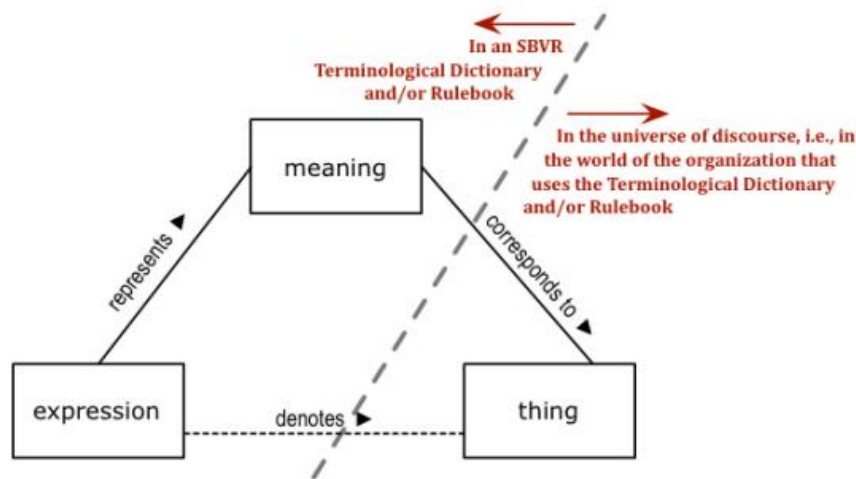 In an SBVR
Terminological Dictionary
and/or Rulebook
In the universe of discourse, i.e., in
the world of the organization that
uses the Terminological Dictionary
and/or Rulebook
meaning
represents ▶
corresponds to ▶
expression
denotes ▶
thing